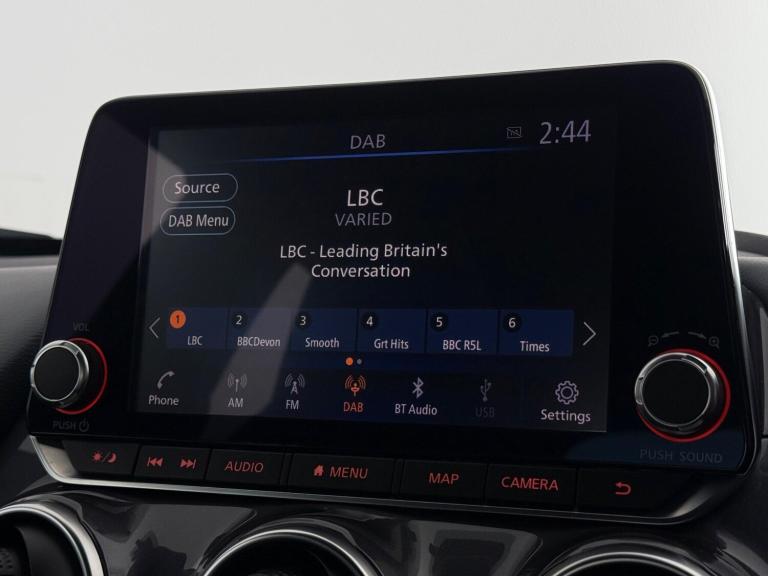 DAB
2:44
Source
DAB Menu
LBC
VARIED
LBC - Leading Britain's
Conversation
1 2 3 4 5 6
LBC BBCDevon Smooth Grt Hits BBC R5L Times
Phone AM FM DAB BT Audio USB Settings
VOL
PUSH
PUSH SOUND
AUDIO MENU MAP CAMERA